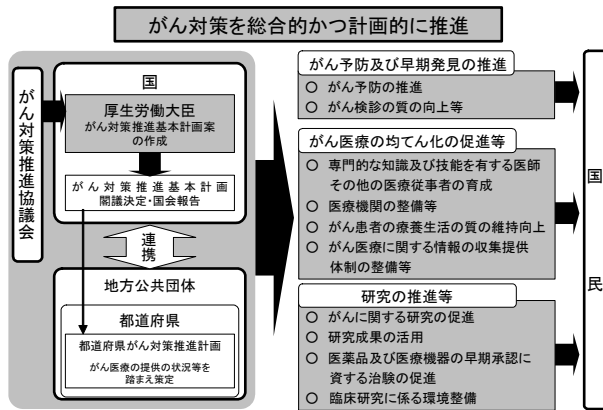 がん対策を総合的かつ計画的に推進
がん対策推進協議会
国
厚生労働大臣
がん対策推進基本計画案
の作成
がん対策推進基本計画
閣議決定・国会報告
連携
地方公共団体
都道府県
都道府県がん対策推進計画
がん医療の提供の状況等を
踏まえ策定
がん予防及び早期発見の推進
○ がん予防の推進
○ がん検診の質の向上等
がん医療の均てん化の促進等
○ 専門的な知識及び技能を有する医師
その他の医療従事者の育成
○ 医療機関の整備等
○ がん患者の療養生活の質の維持向上
○ がん医療に関する情報の収集提供
体制の整備等
研究の推進等
○ がんに関する研究の促進
○ 研究成果の活用
○ 医薬品及び医療機器の早期承認に
資する治験の促進
○ 臨床研究に係る環境整備
国民